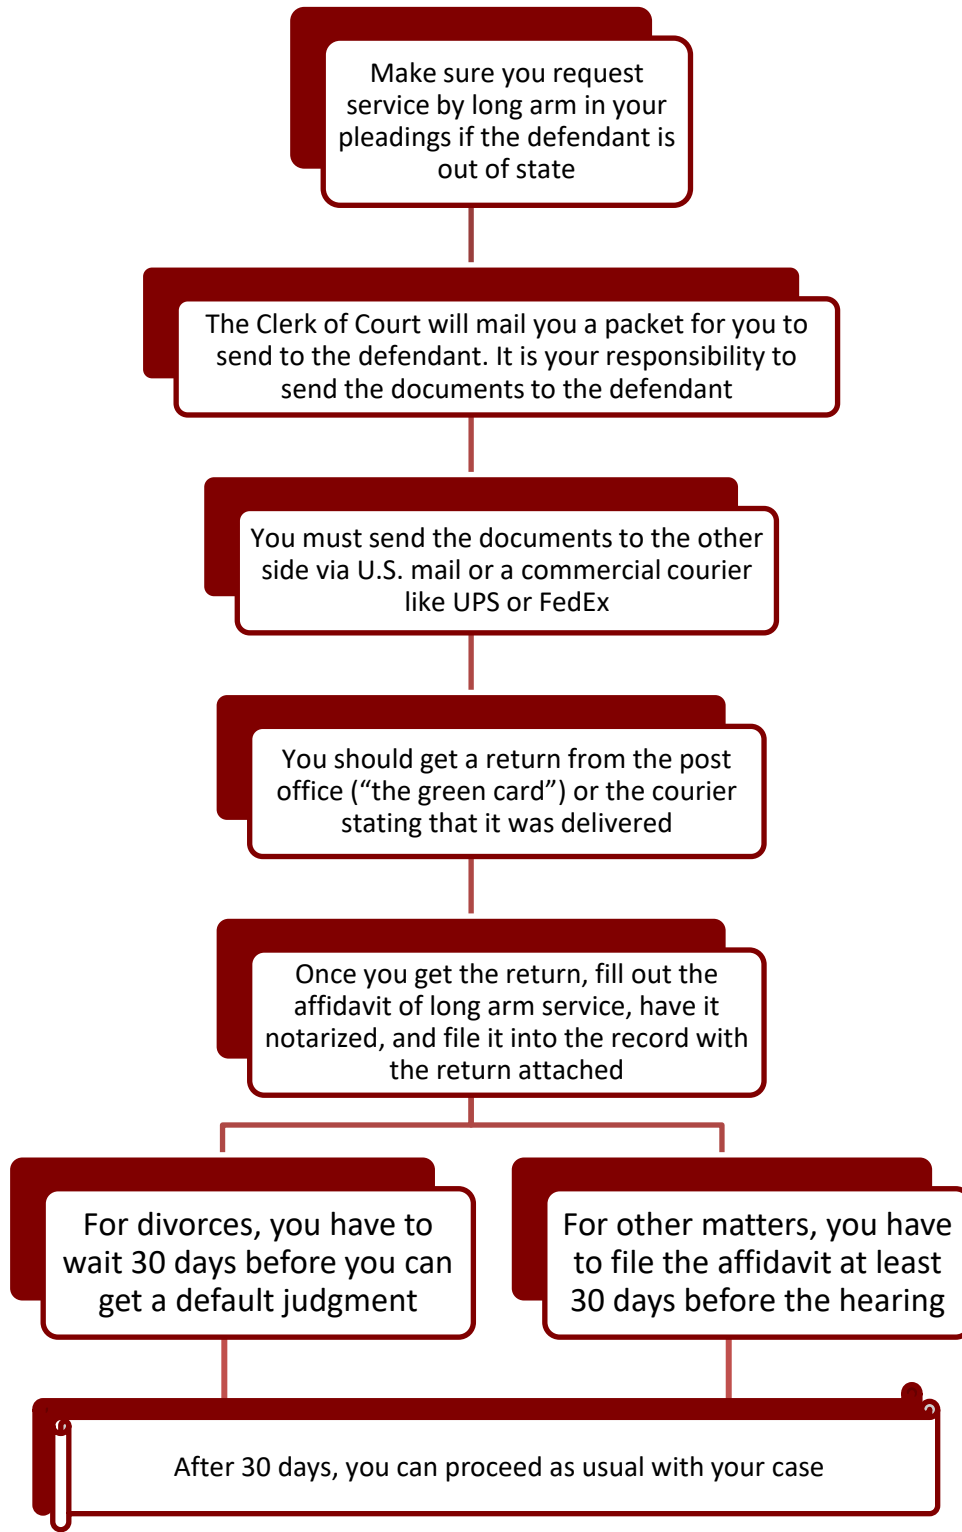 Make sure you request
service by long arm in your
pleadings if the defendant is
out of state
The Clerk of Court will mail you a packet for you to
send to the defendant. It is your responsibility to
send the documents to the defendant
You must send the documents to the other
side via U.S. mail or a commercial courier
like UPS or FedEx
You should get a return from the post
office (“the green card”) or the courier
stating that it was delivered
Once you get the return, fill out the
affidavit of long arm service, have it
notarized, and file it into the record with
the return attached
For divorces, you have to
wait 30 days before you can
get a default judgment
For other matters, you have
to file the affidavit at least
30 days before the hearing
After 30 days, you can proceed as usual with your case